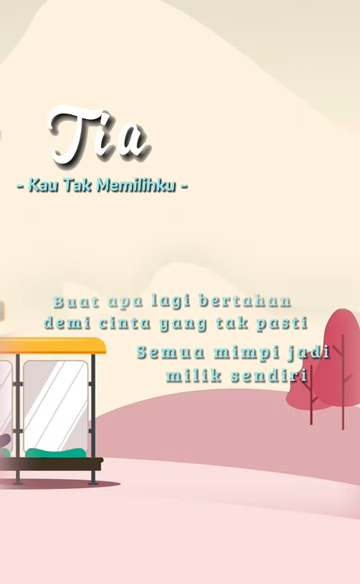 Tia
- Kau Tak Memilihku -
Buat apa lagi bertahan
demi cinta yang tak pasti
Semua mimpi jadi
milik sendiri